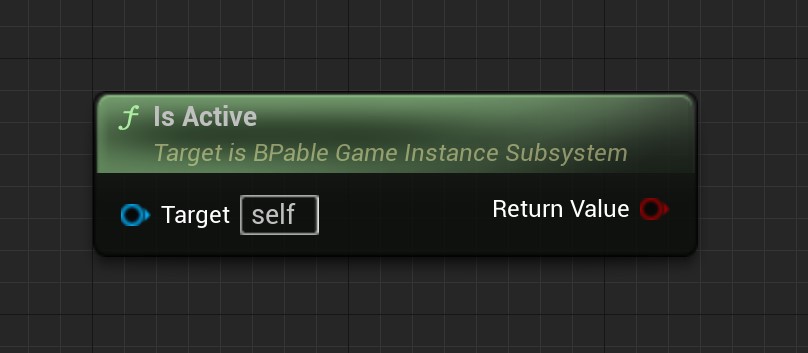 f Is Active
Target is BPable Game Instance Subsystem
Target self
Return Value